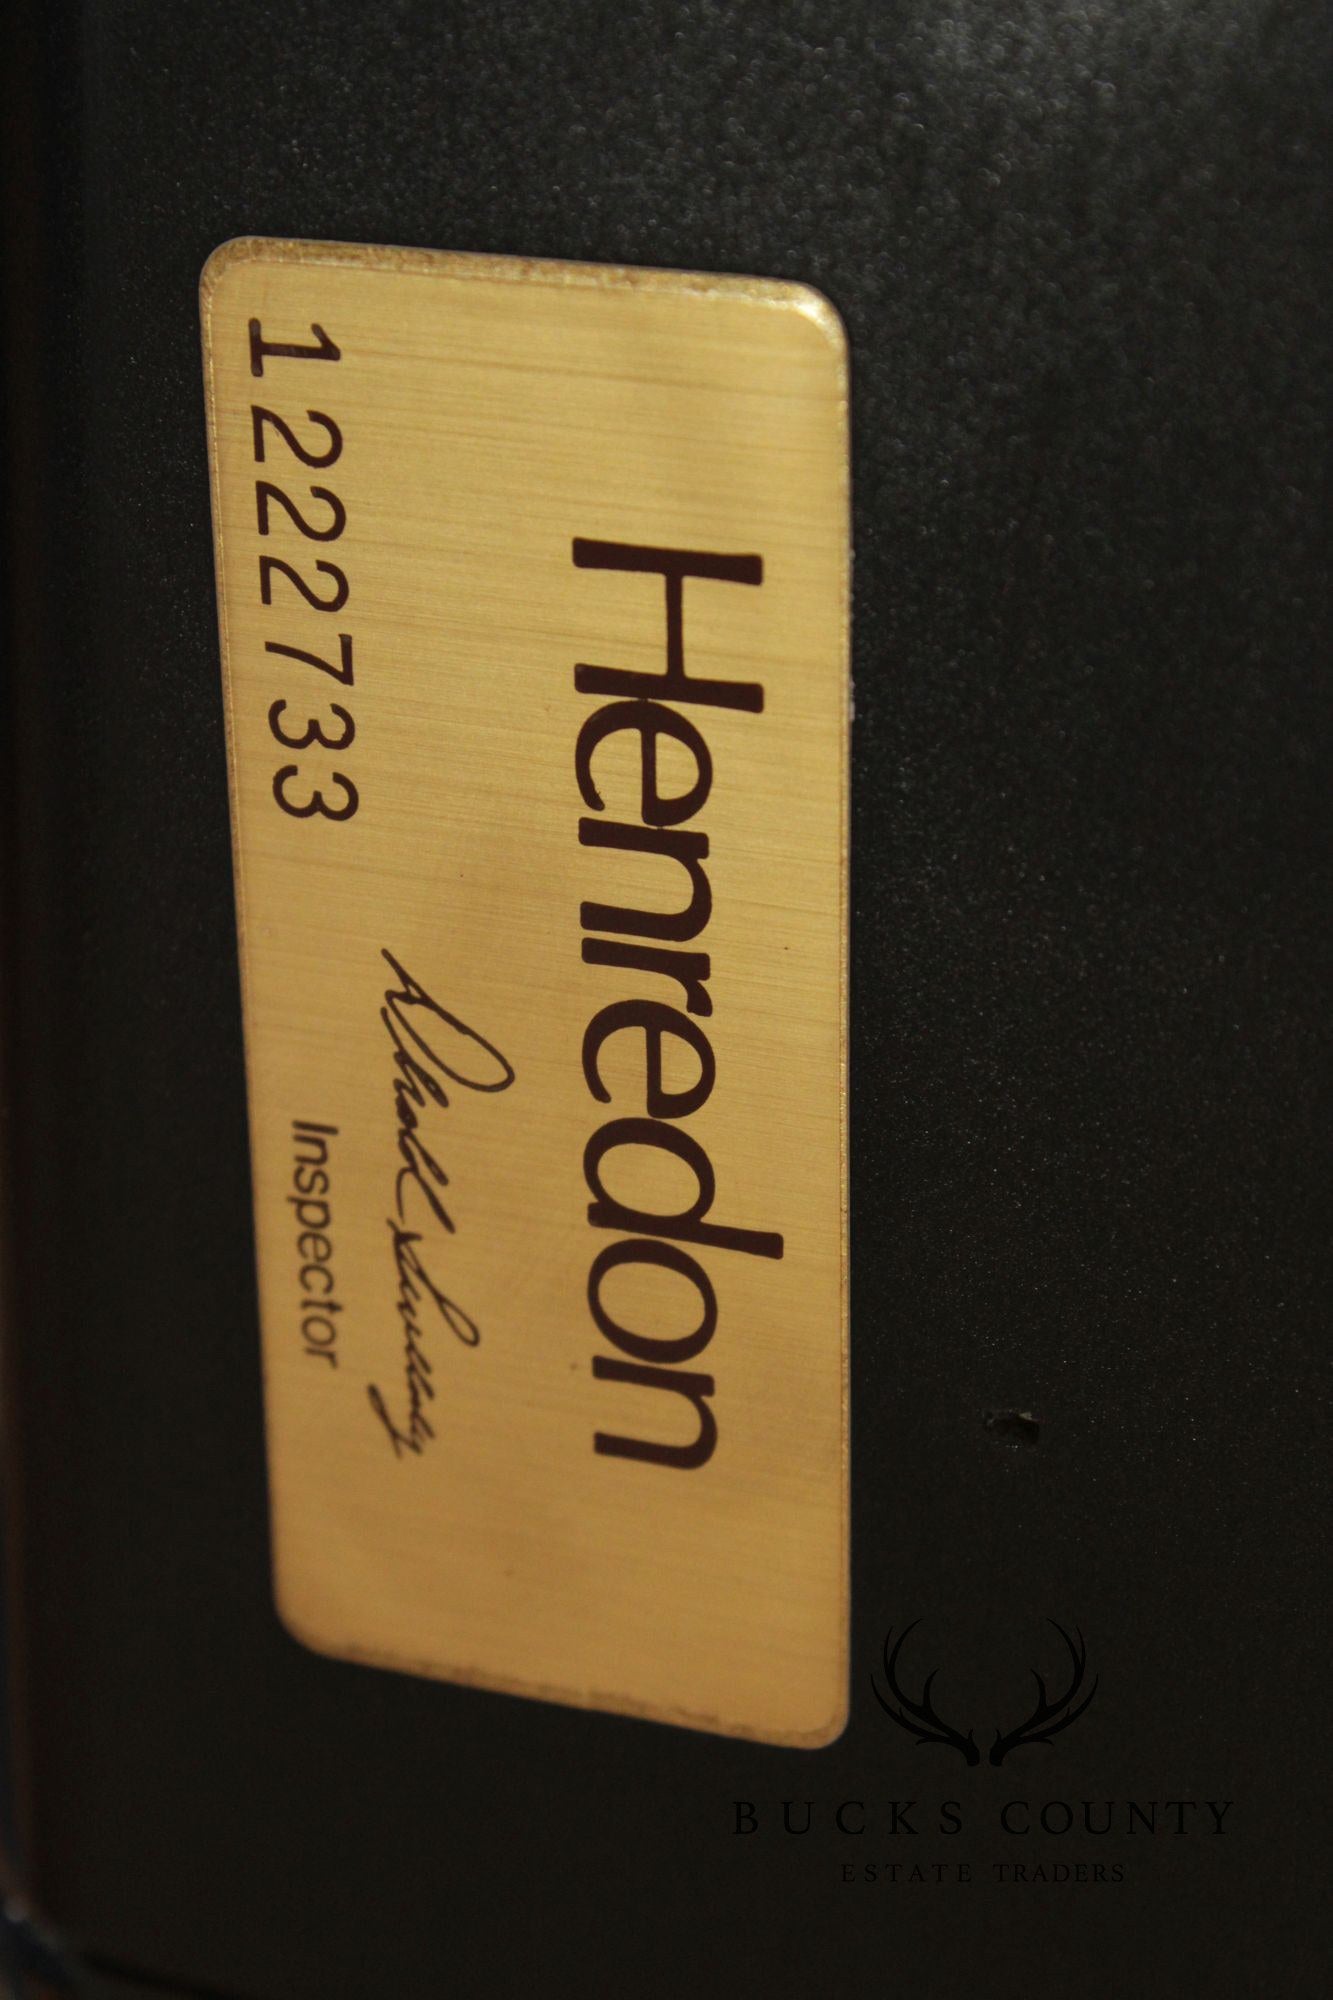 Henredon
1222733
Inspector
BUCKS COUNTY
ESTATE TRADERS